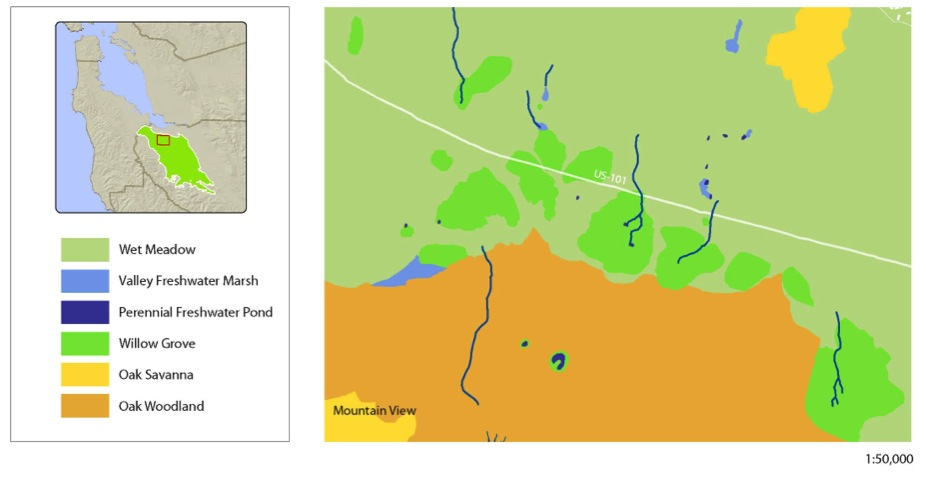 Wet Meadow
Valley Freshwater Marsh
Perennial Freshwater Pond
Willow Grove
Oak Savanna
Oak Woodland
US-101
Mountain View
1:50,000